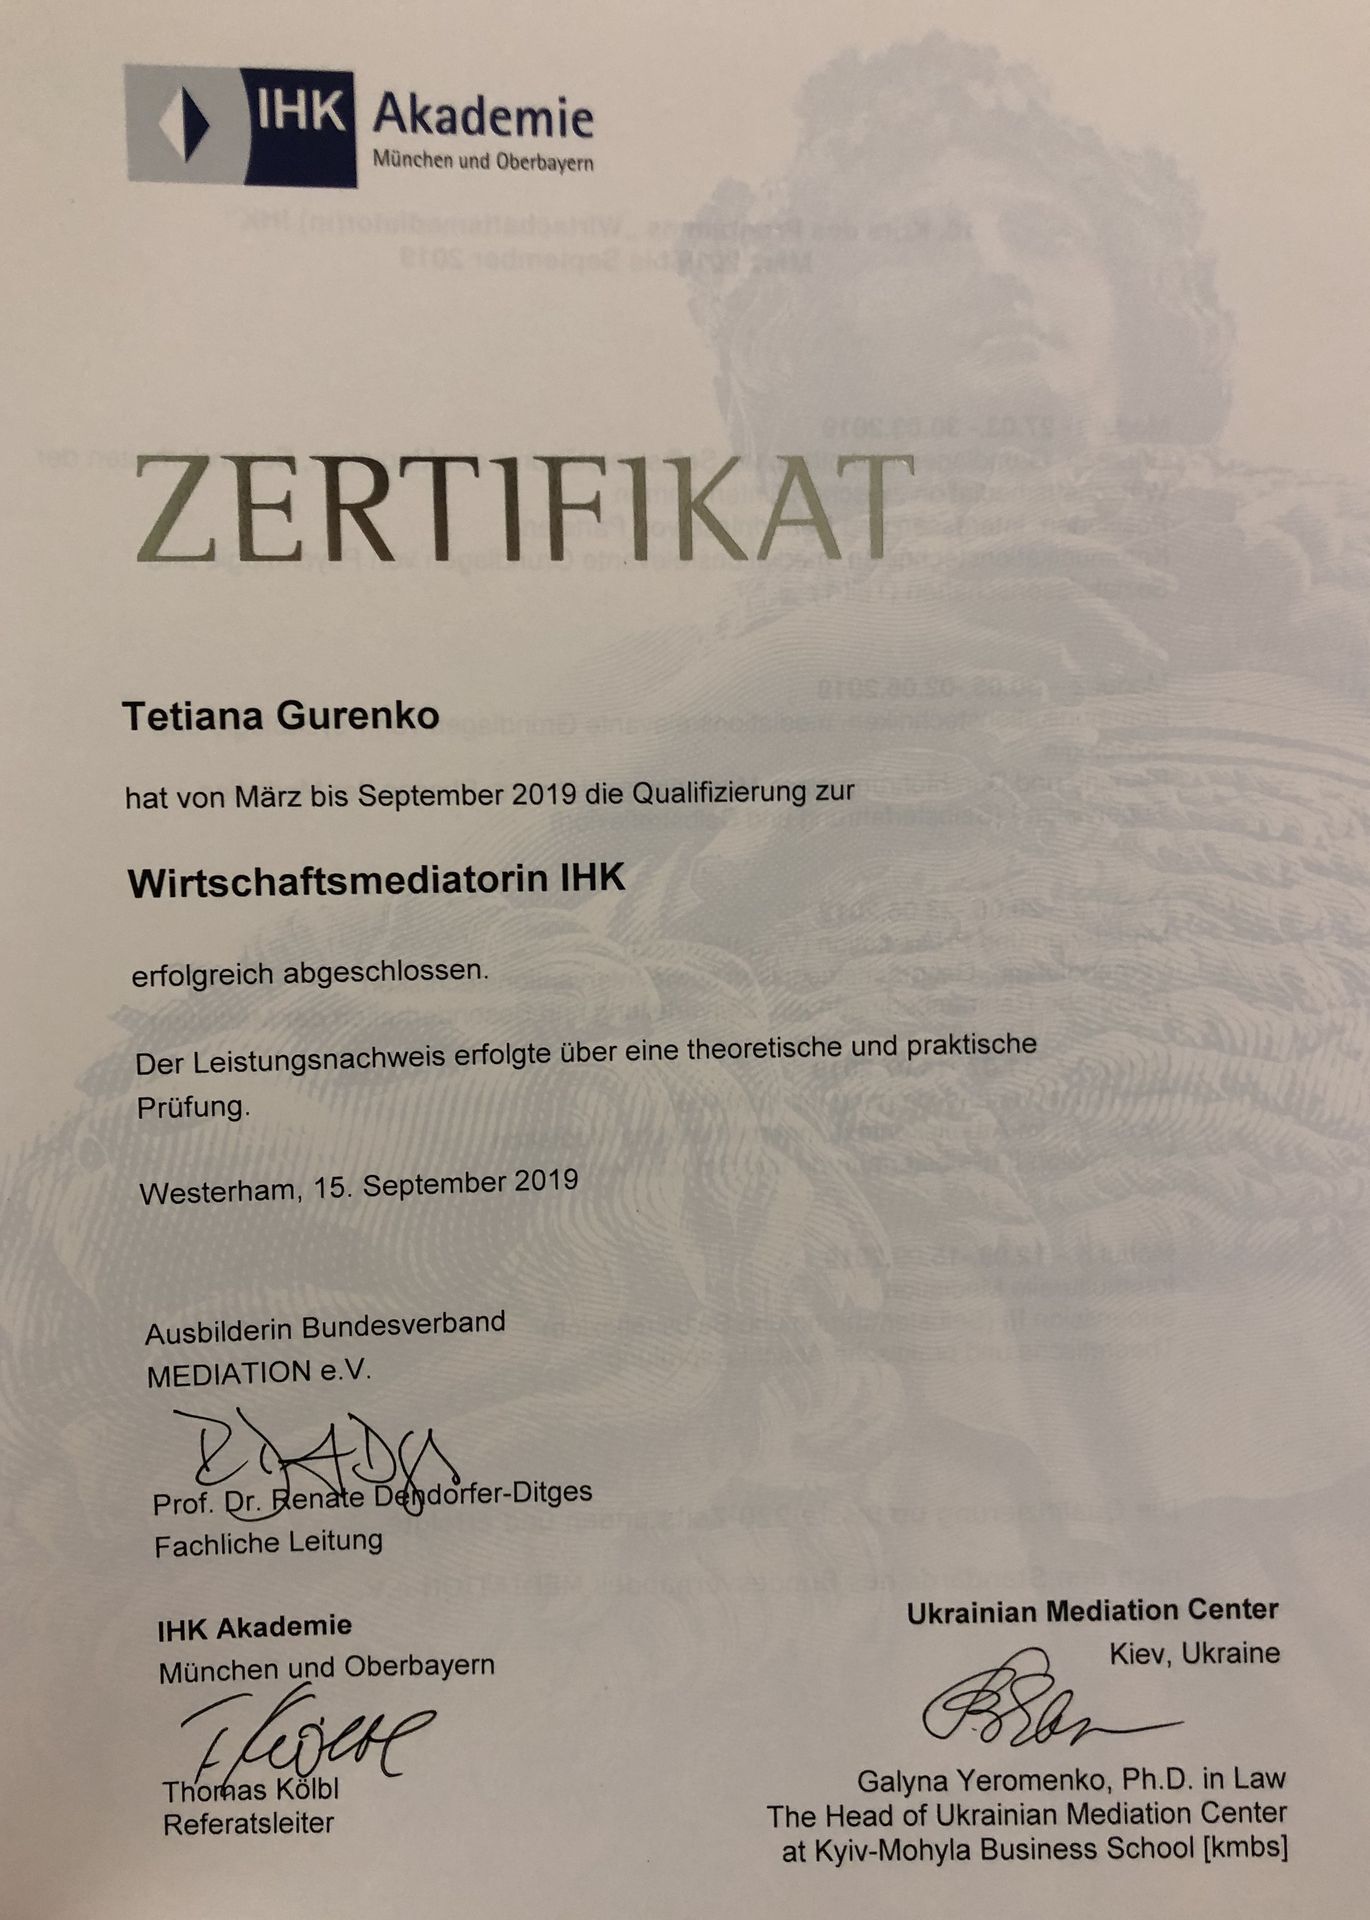 IHK Akademie
München und Oberbayern
ZERTIFIKAT
Tetiana Gurenko
hat von März bis September 2019 die Qualifizierung zur
Wirtschaftsmediatorin IHK
erfolgreich abgeschlossen.
Der Leistungsnachweis erfolgte über eine theoretische und praktische
Prüfung.
Westerham, 15. September 2019
Ausbilderin Bundesverband
MEDIATION e.V.
Prof. Dr. Renate Dendorfer-Ditges
Fachliche Leitung
IHK Akademie
München und Oberbayern
Thomas Kölbl
Referatsleiter
Ukrainian Mediation Center
Kiev, Ukraine
Galyna Yeromenko, Ph.D. in Law
The Head of Ukrainian Mediation Center
at Kyiv-Mohyla Business School [kmbs]